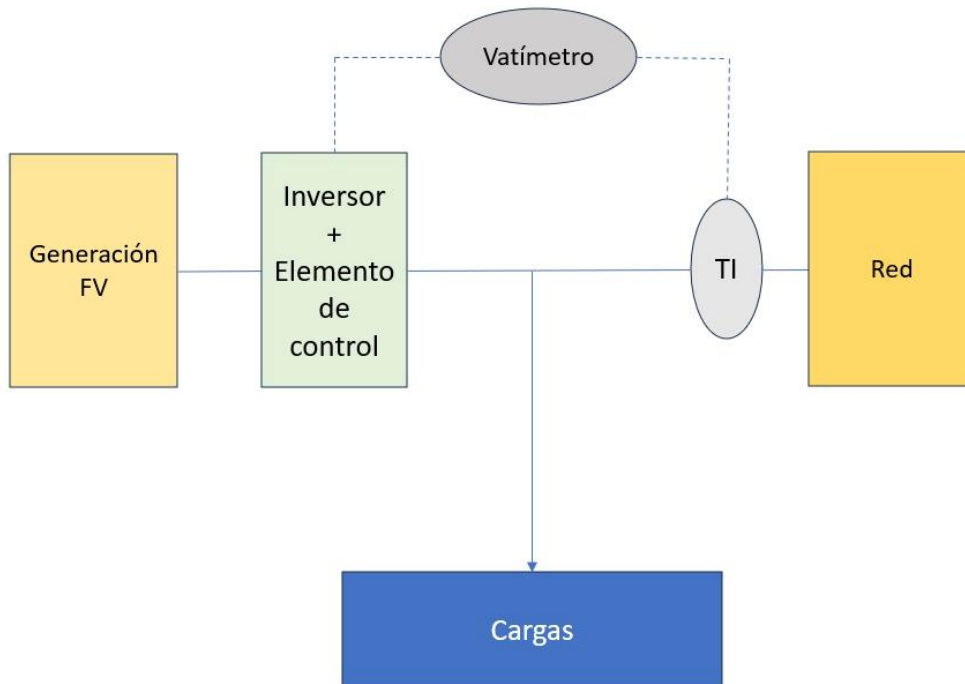 Vatímetro
Generación
FV
Inversor
+
Elemento
de
control
TI
Red
Cargas